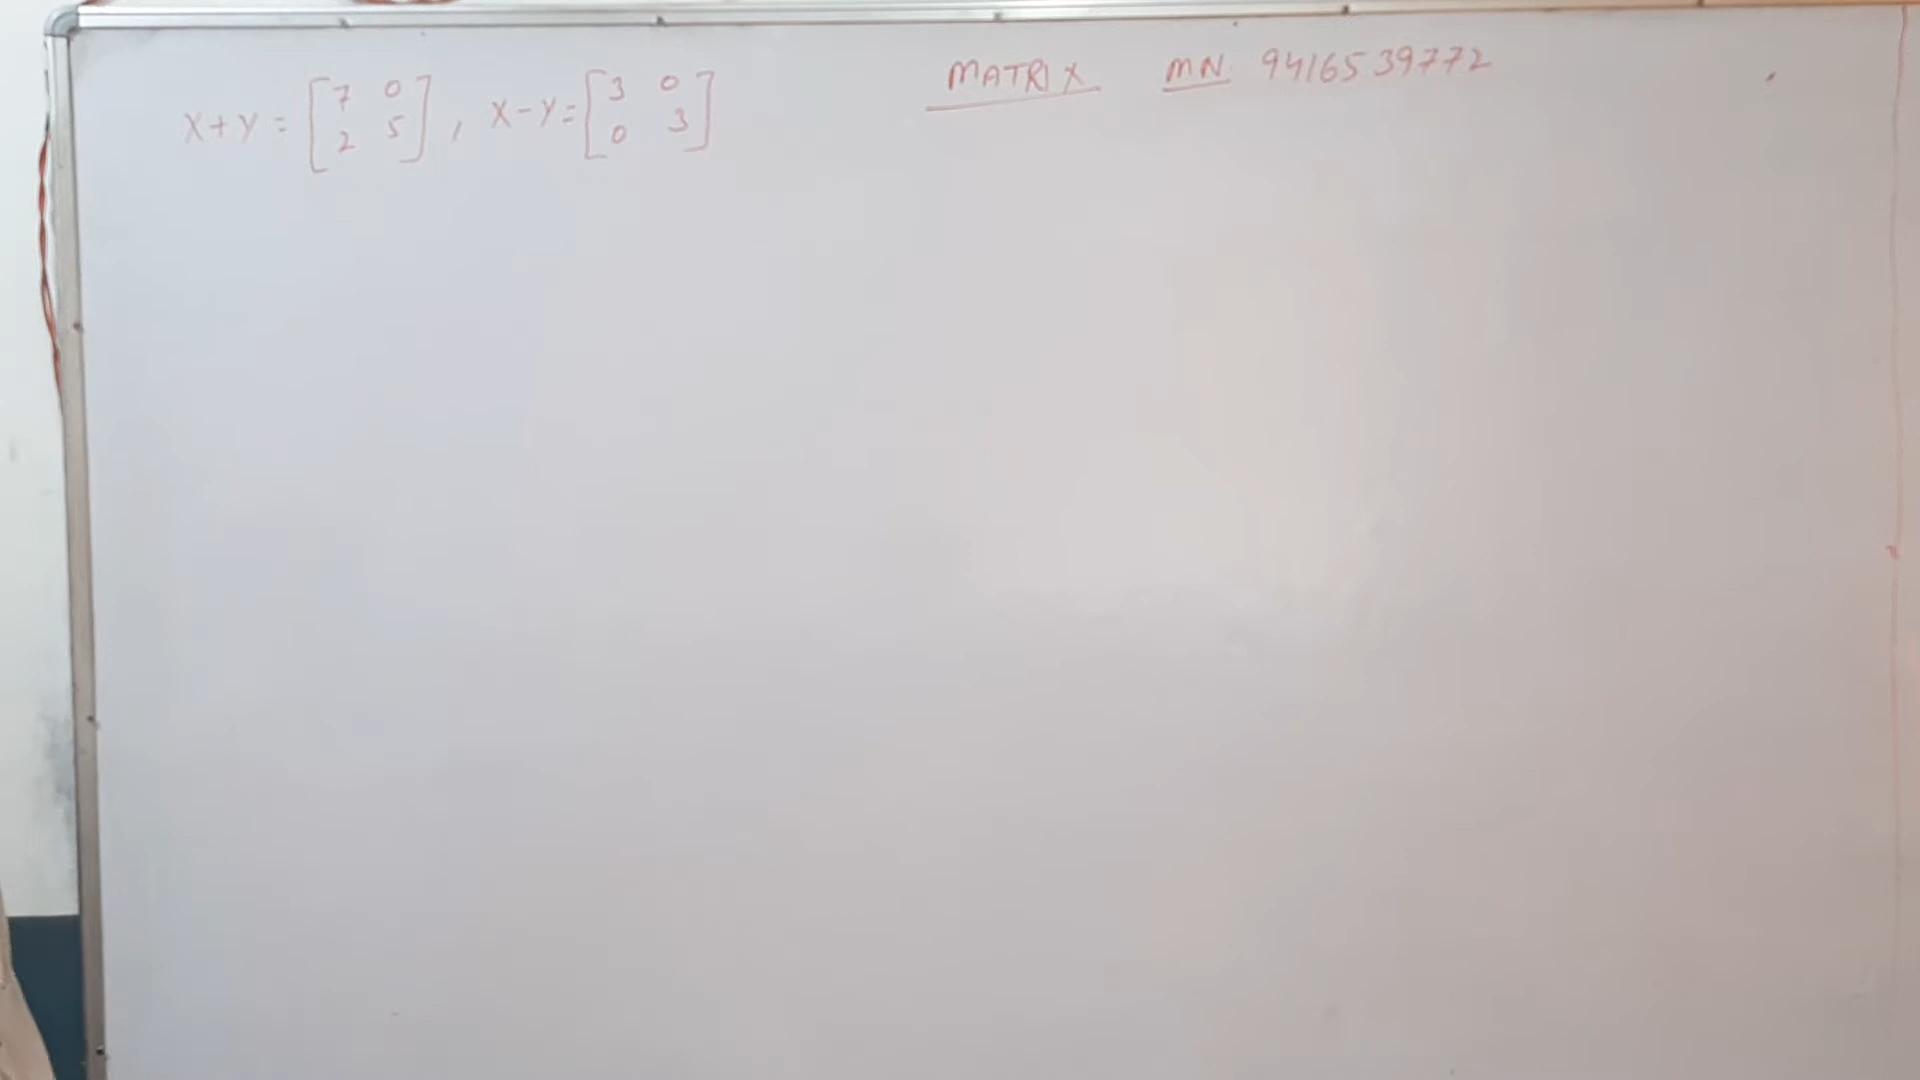 X+Y = [7 0 2 5], X-Y = [3 0 0 3]
MATRIX MN 9416539772